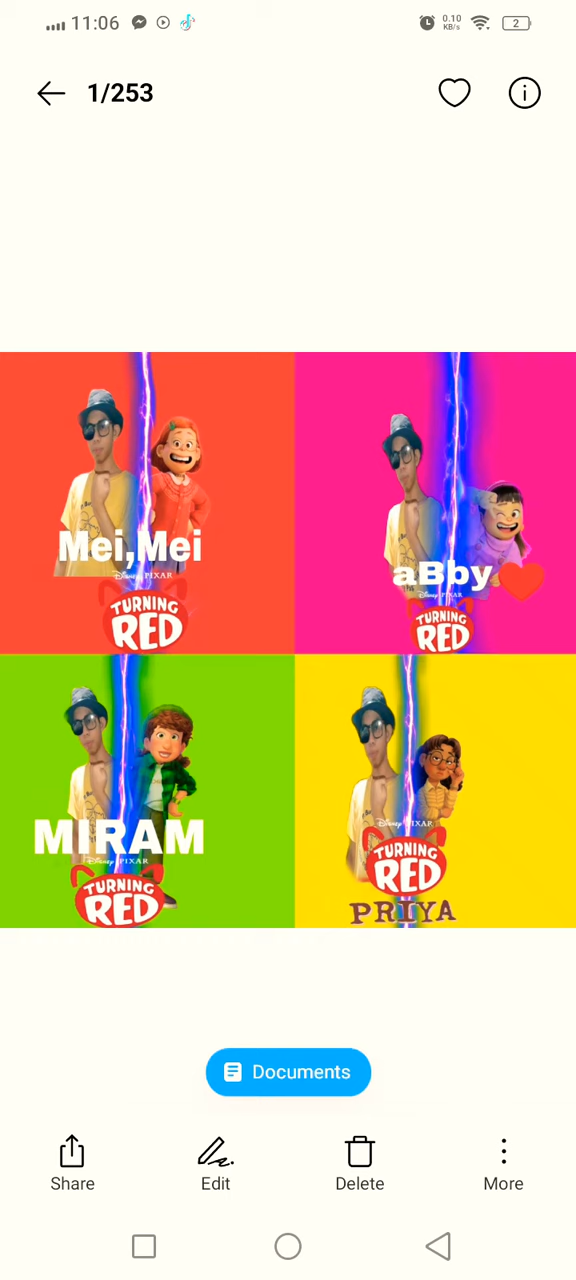 11:06
0.10
KB/s
2
1/253
Mei,Mei
Disney PIXAR
TURNING
RED
aBby
Disney PIXAR
TURNING
RED
MIRAM
Disney PIXAR
TURNING
RED
Disney PIXAR
TURNING
RED
PRIYA
Documents
Share
Edit
Delete
More